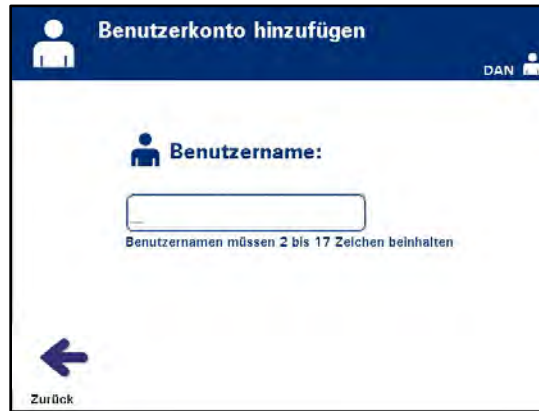 Benutzerkonto hinzufügen
DAN
Benutzername:
Benutzernamen müssen 2 bis 17 Zeichen beinhalten
Zurück